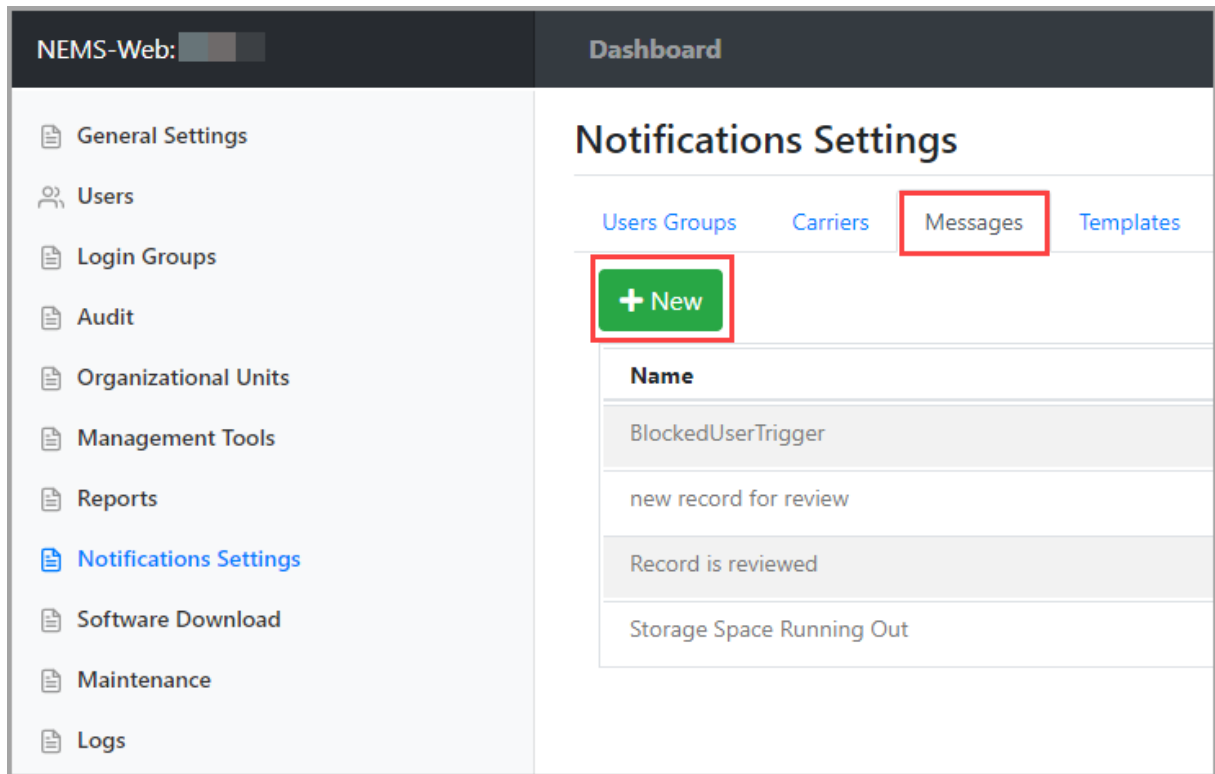 NEMS-Web:
Dashboard
General Settings
Users
Login Groups
Audit
Organizational Units
Management Tools
Reports
Notifications Settings
Software Download
Maintenance
Logs
Notifications Settings
Users Groups Carriers Messages Templates
+ New
Name
BlockedUserTrigger
new record for review
Record is reviewed
Storage Space Running Out